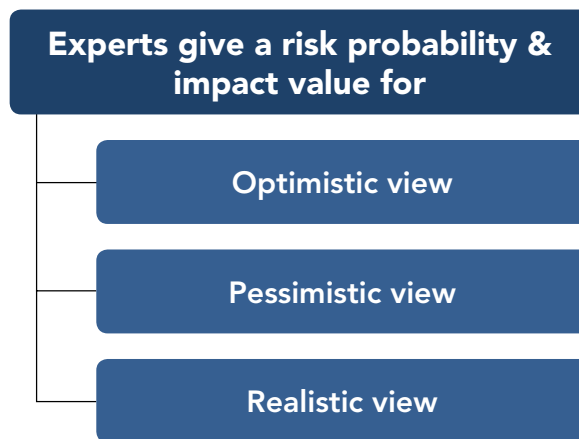 Experts give a risk probability &
impact value for
Optimistic view
Pessimistic view
Realistic view